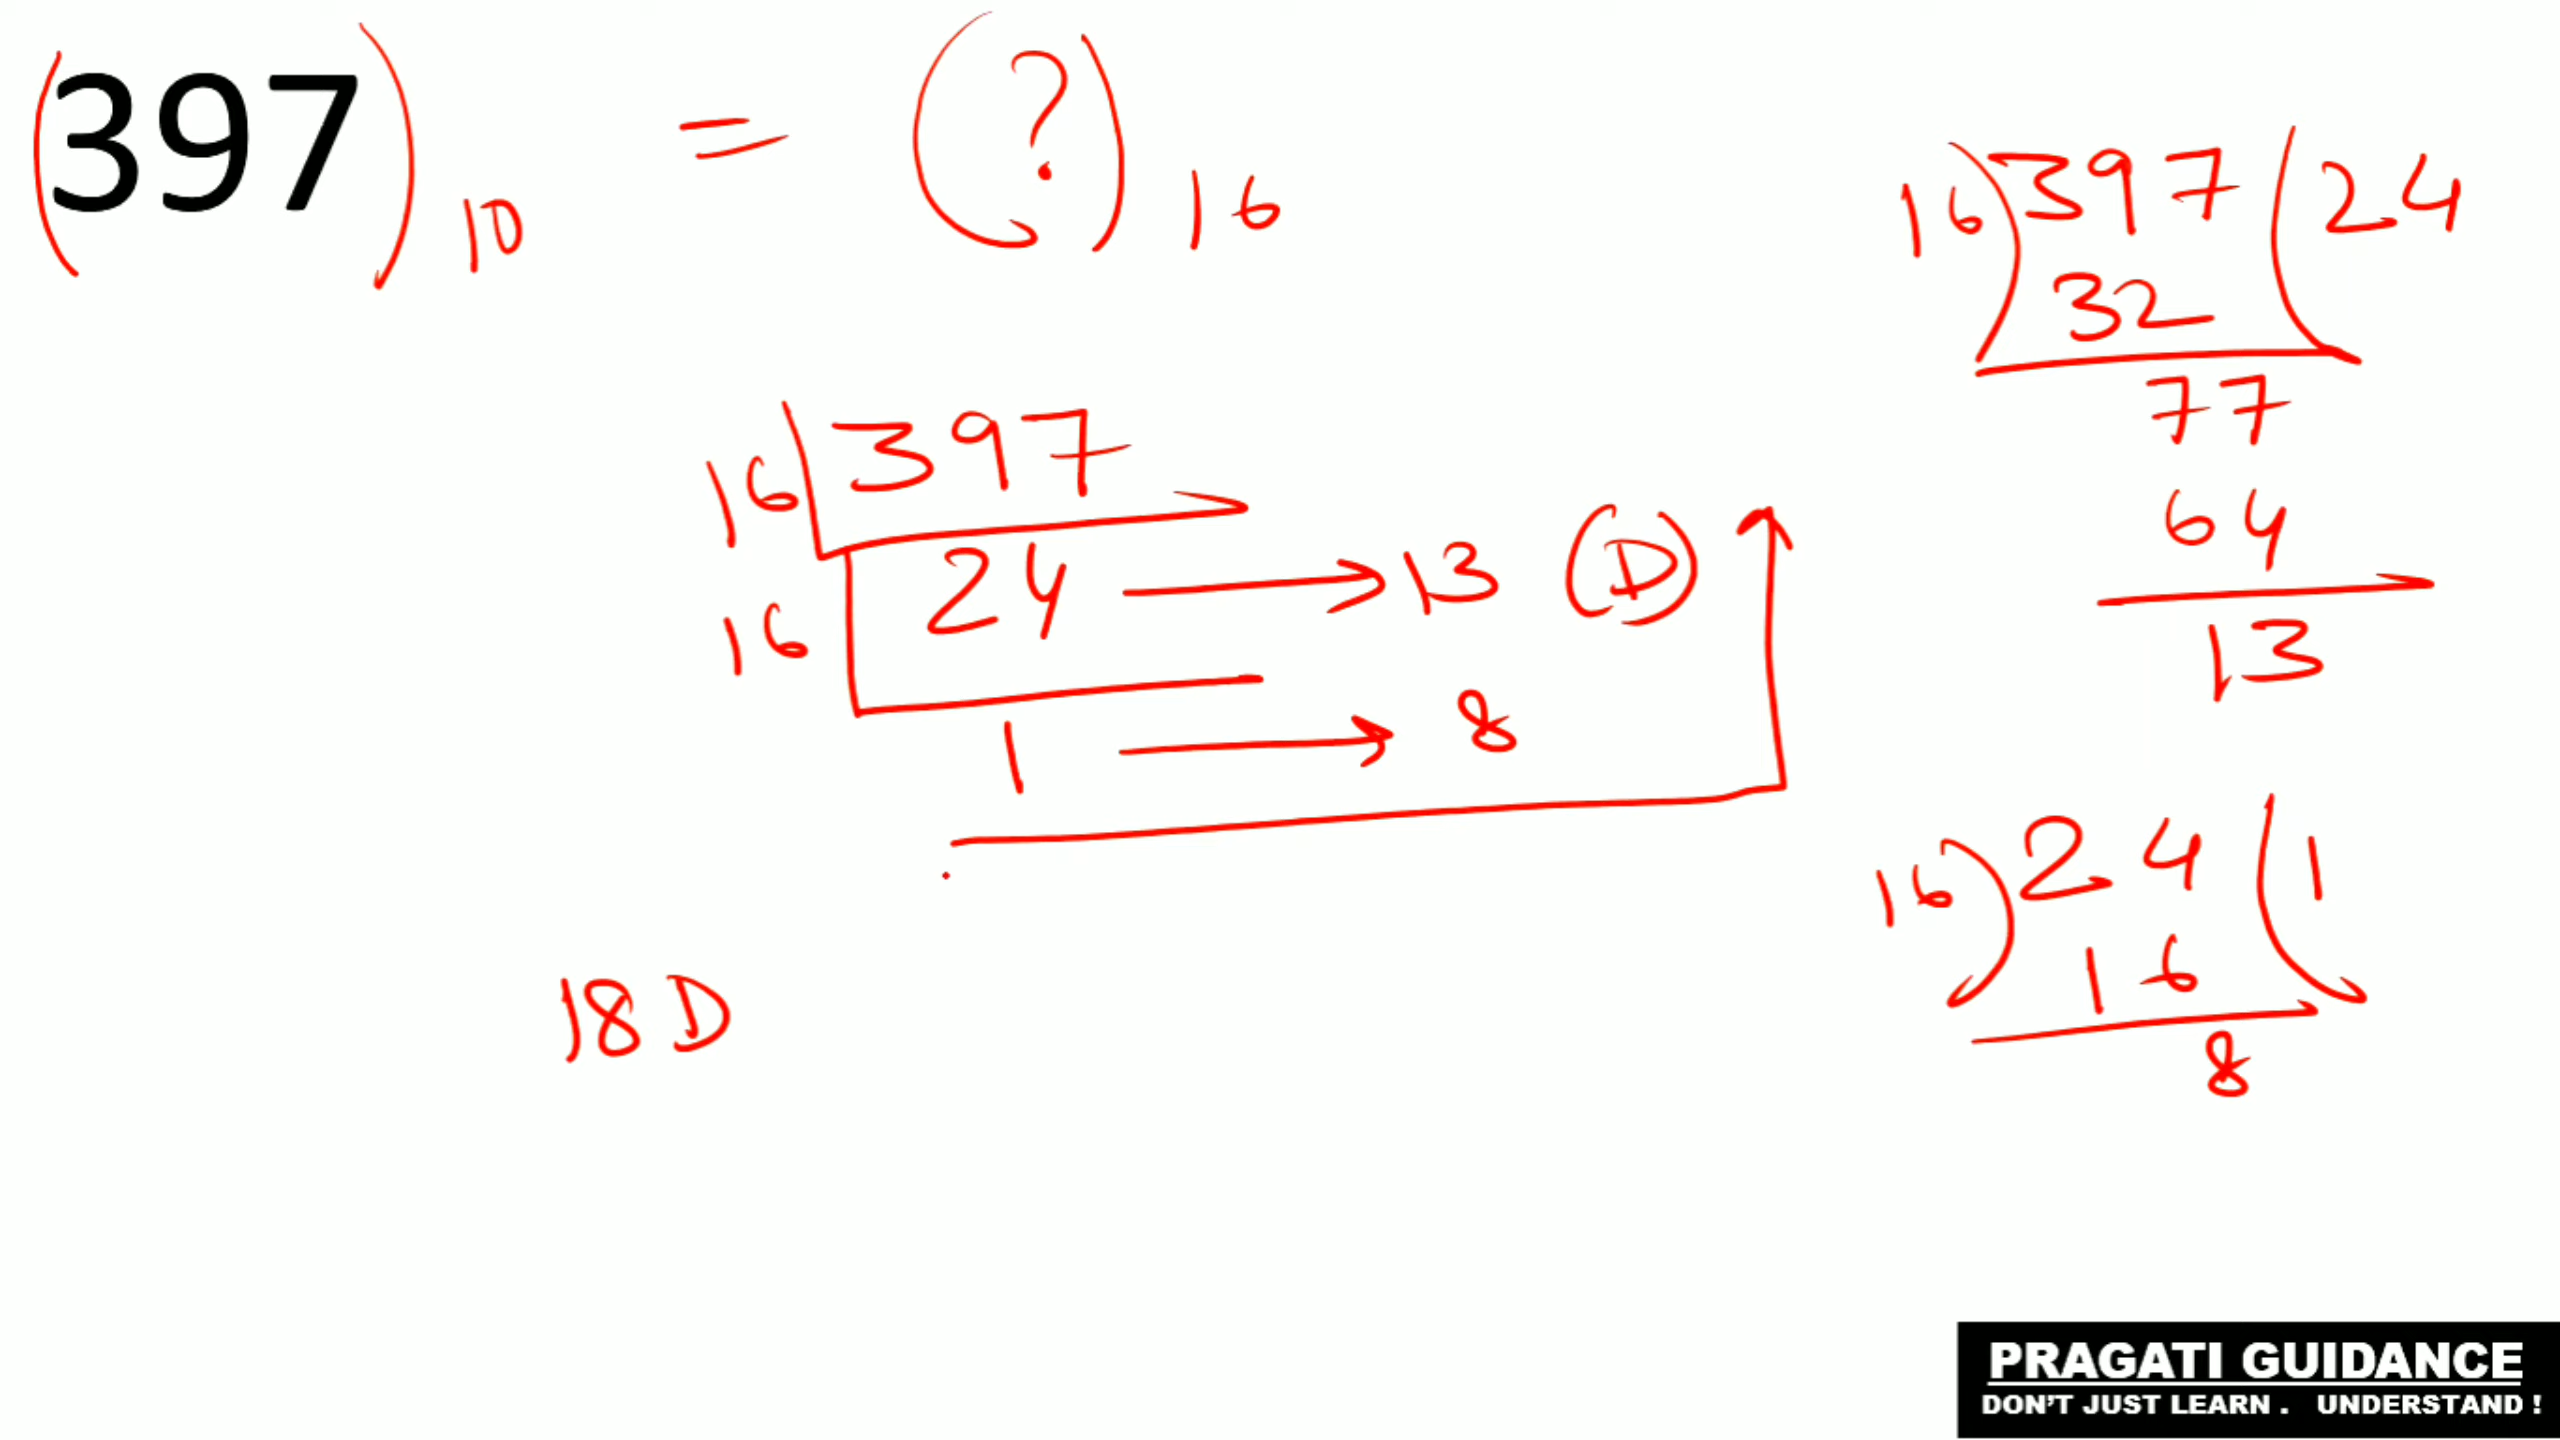 (397)10 = (?)16
16) 397 (24
32
77
64
13
16 397
16 24 → 13 (D)
1 → 8
16) 24 (1
16
8
18D
PRAGATI GUIDANCE
DON'T JUST LEARN . UNDERSTAND !